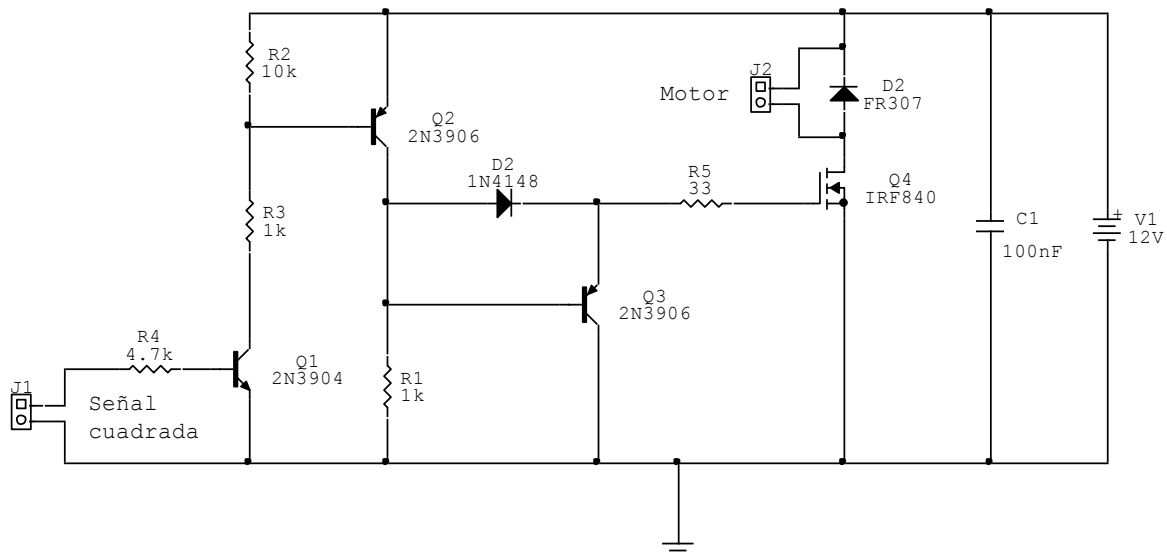 R2
10k
Q2
2N3906
R3
1k
D2
1N4148
R5
33
J2
Motor
D2
FR307
Q4
IRF840
C1
100nF
+
V1
12V
Q3
2N3906
R4
4.7k
Q1
2N3904
R1
1k
J1
Señal
cuadrada